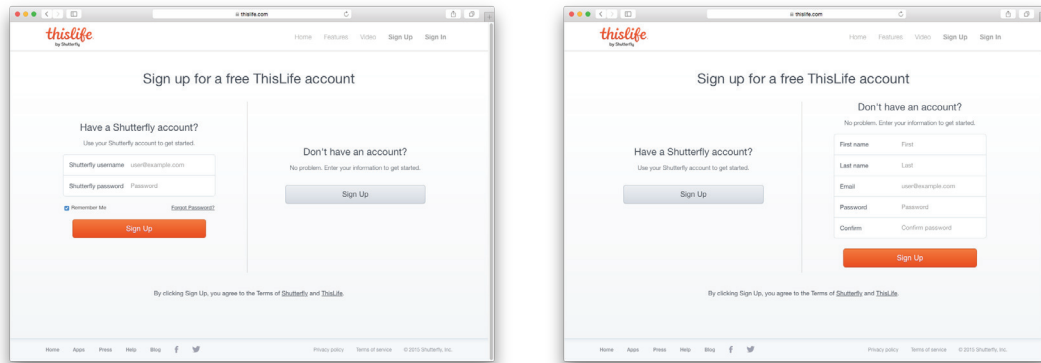 thislife.com
thislife
by Shutterfly
Home Features Video Sign Up Sign In
Sign up for a free ThisLife account
Have a Shutterfly account?
Use your Shutterfly account to get started.
Shutterfly username user@example.com
Shutterfly password Password
Remember Me Forgot Password?
Sign Up
Don't have an account?
No problem. Enter your information to get started.
Sign Up
By clicking Sign Up, you agree to the Terms of Shutterfly and ThisLife.
Home Apps Press Help Blog Privacy policy Terms of service © 2015 Shutterfly, Inc.
thislife.com
thislife
by Shutterfly
Home Features Video Sign Up Sign In
Sign up for a free ThisLife account
Have a Shutterfly account?
Use your Shutterfly account to get started.
Sign Up
Don't have an account?
No problem. Enter your information to get started.
First name First
Last name Last
Email user@example.com
Password Password
Confirm Confirm password
Sign Up
By clicking Sign Up, you agree to the Terms of Shutterfly and ThisLife.
Home Apps Press Help Blog Privacy policy Terms of service © 2015 Shutterfly, Inc.